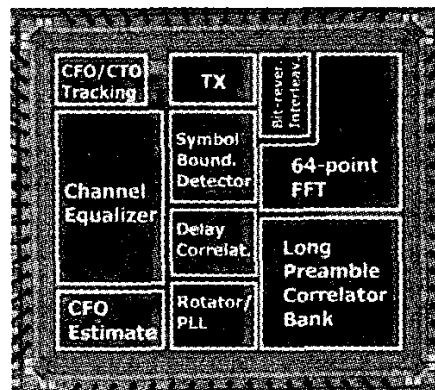 CFO/CTO
Tracking
TX
Bit-rever.
Interleav.
Channel
Equalizer
Symbol
Bound.
Detector
64-point
FFT
Delay
Correlat.
Long
Preamble
Correlator
Bank
CFO
Estimate
Rotator/
PLL